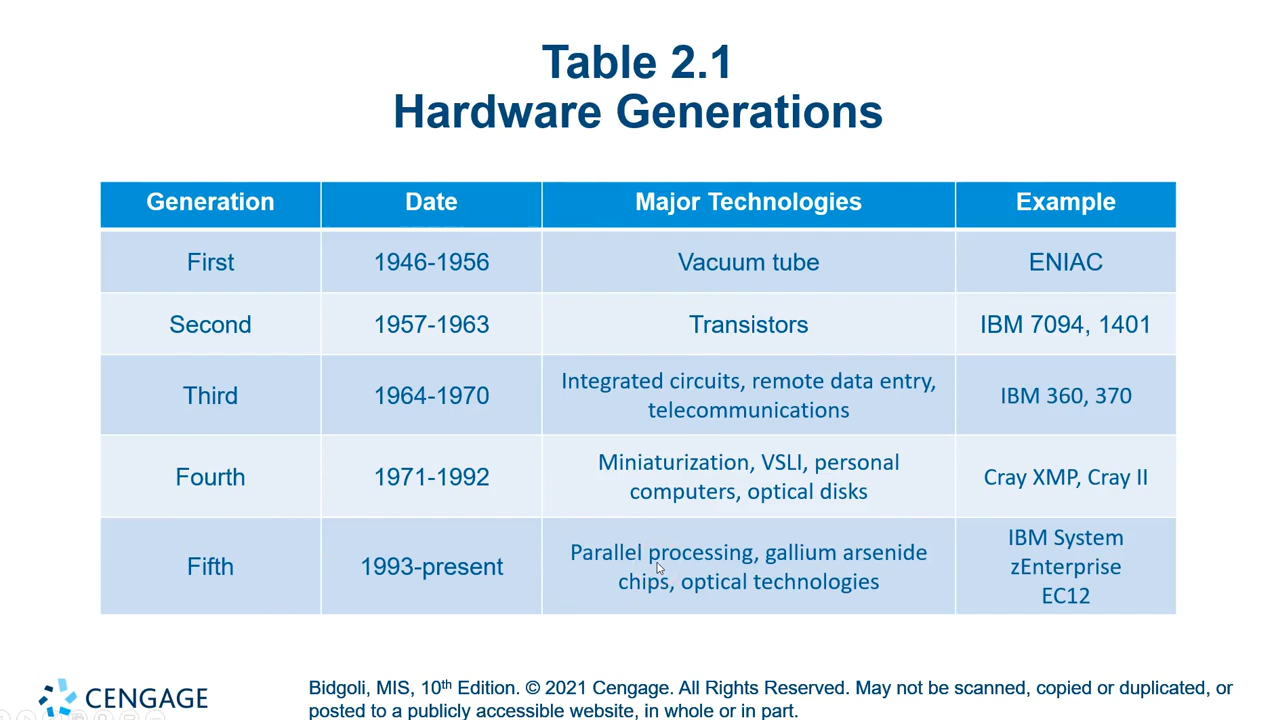 Table 2.1
Hardware Generations
Generation Date Major Technologies Example
First 1946-1956 Vacuum tube ENIAC
Second 1957-1963 Transistors IBM 7094, 1401
Third 1964-1970 Integrated circuits, remote data entry,
telecommunications IBM 360, 370
Fourth 1971-1992 Miniaturization, VSLI, personal
computers, optical disks Cray XMP, Cray II
Fifth 1993-present Parallel processing, gallium arsenide
chips, optical technologies IBM System
zEnterprise
EC12
CENGAGE
Bidgoli, MIS, 10th Edition. © 2021 Cengage. All Rights Reserved. May not be scanned, copied or duplicated, or
posted to a publicly accessible website, in whole or in part.